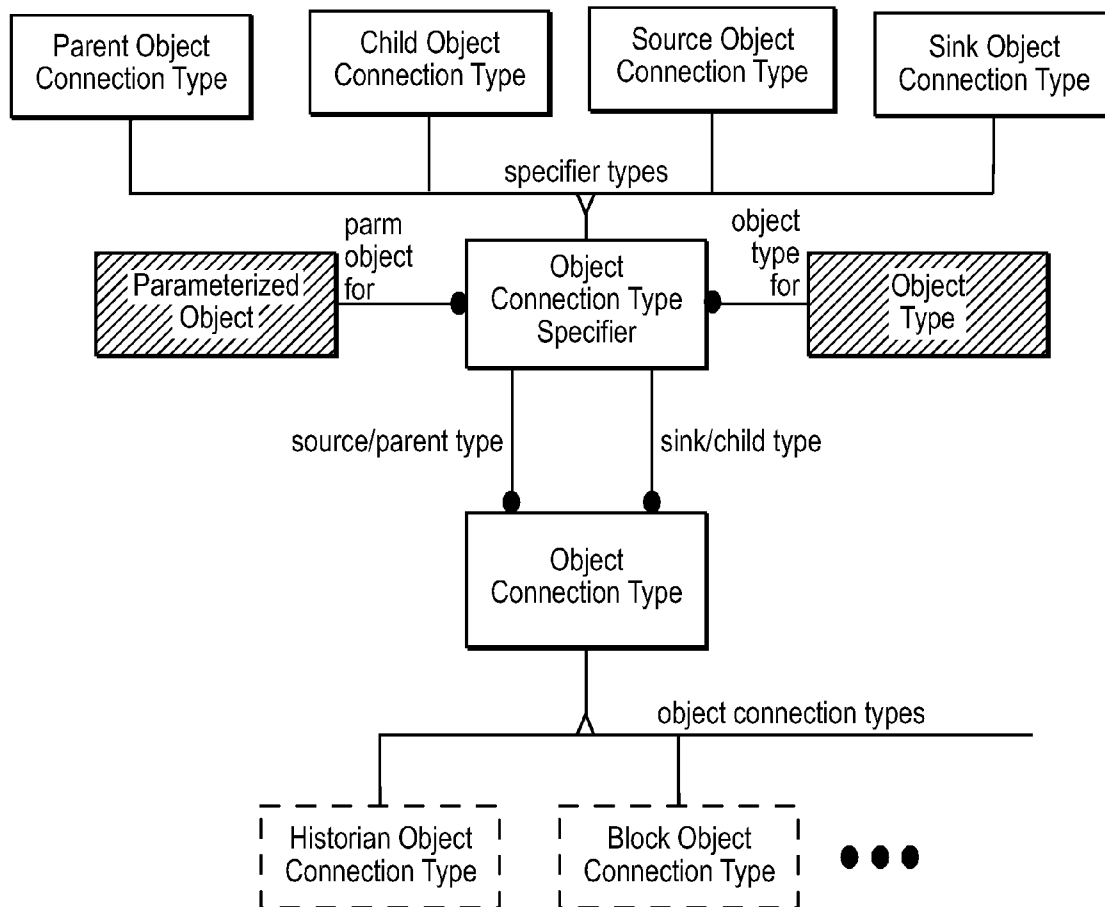 Parent Object
Connection Type
Child Object
Connection Type
Source Object
Connection Type
Sink Object
Connection Type
specifier types
parm
object
for
object
type
for
Parameterized
Object
Object
Connection Type
Specifier
Object
Type
source/parent type
sink/child type
Object
Connection Type
object connection types
Historian Object
Connection Type
Block Object
Connection Type